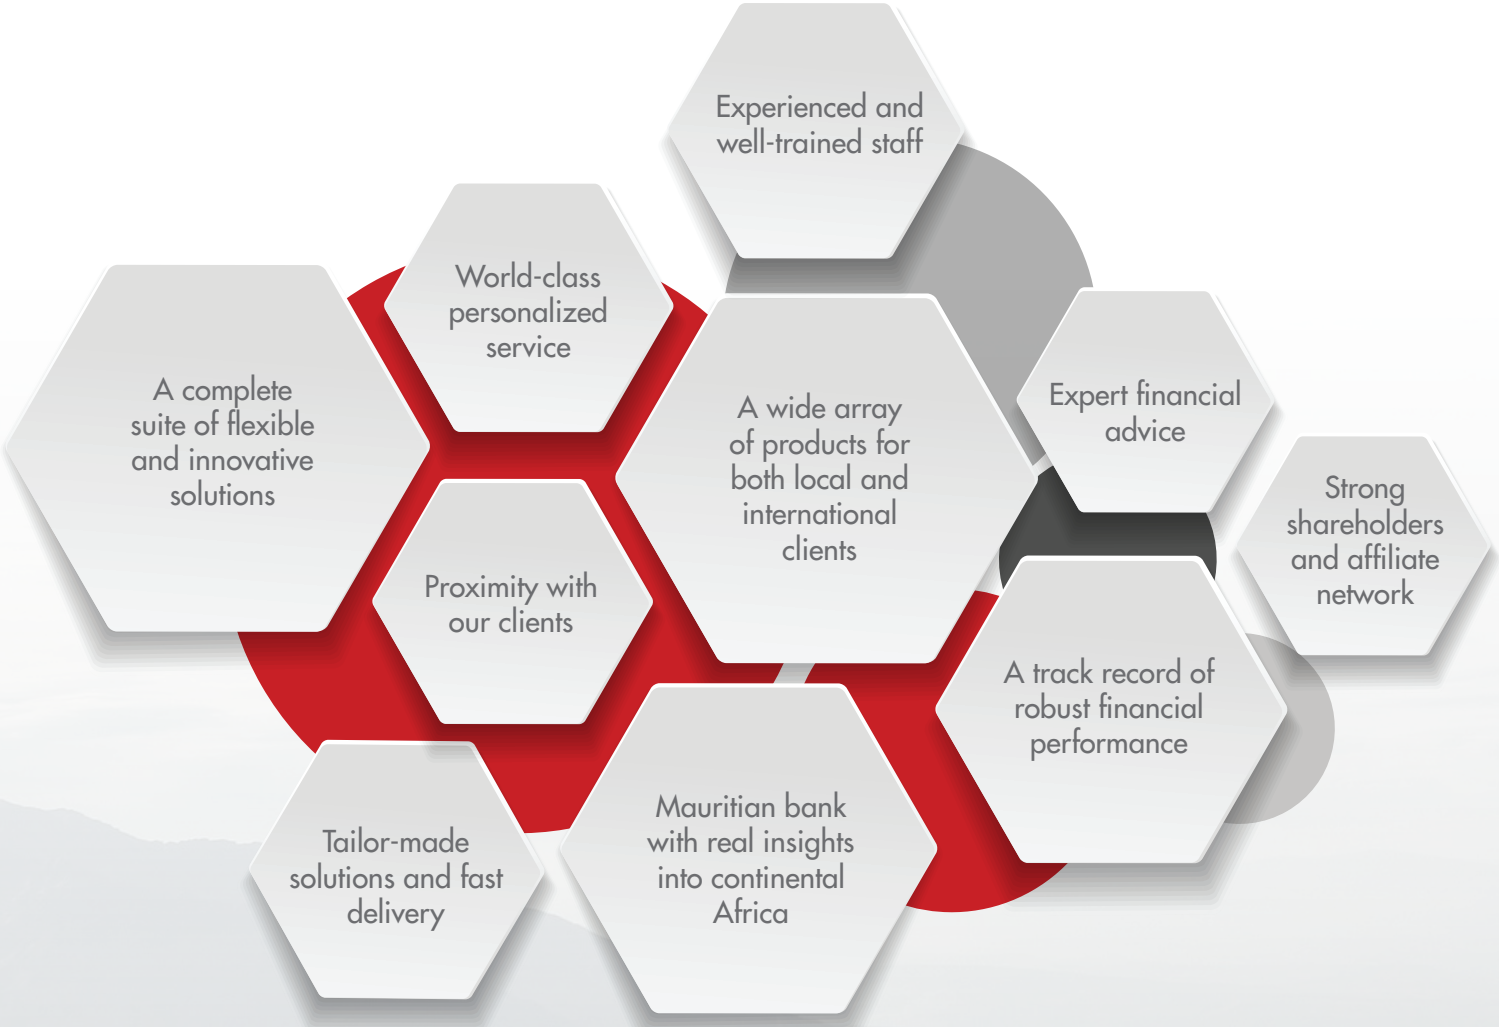 Experienced and
well-trained staff
World-class
personalized
service
A complete
suite of flexible
and innovative
solutions
A wide array
of products for
both local and
international
clients
Expert financial
advice
Strong
shareholders
and affiliate
network
Proximity with
our clients
A track record of
robust financial
performance
Tailor-made
solutions and fast
delivery
Mauritian bank
with real insights
into continental
Africa